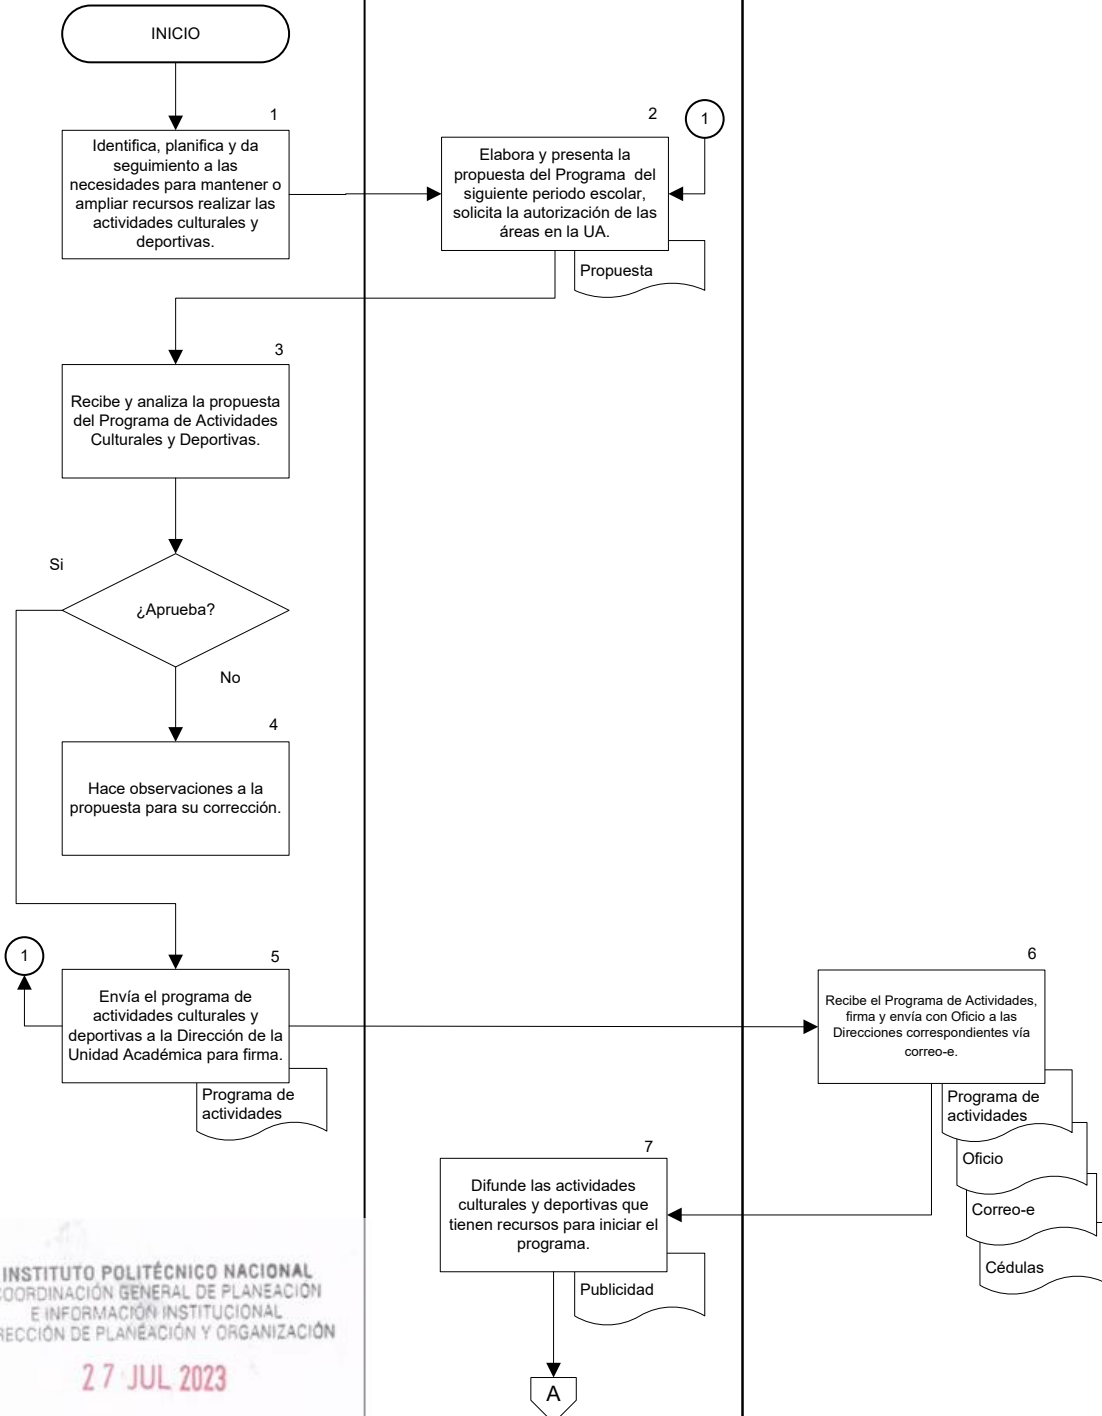 INICIO
1
Identifica, planifica y da
seguimiento a las
necesidades para mantener o
ampliar recursos realizar las
actividades culturales y
deportivas.
2
1
Elabora y presenta la
propuesta del Programa del
siguiente periodo escolar,
solicita la autorización de las
áreas en la UA.
Propuesta
3
Recibe y analiza la propuesta
del Programa de Actividades
Culturales y Deportivas.
Si
¿Aprueba?
No
4
Hace observaciones a la
propuesta para su corrección.
1
5
Envía el programa de
actividades culturales y
deportivas a la Dirección de la
Unidad Académica para firma.
Programa de
actividades
6
Recibe el Programa de Actividades,
firma y envía con Oficio a las
Direcciones correspondientes vía
correo-e.
Programa de
actividades
Oficio
Correo-e
Cédulas
7
Difunde las actividades
culturales y deportivas que
tienen recursos para iniciar el
programa.
Publicidad
A
INSTITUTO POLITÉCNICO NACIONAL
COORDINACIÓN GENERAL DE PLANEACIÓN
E INFORMACIÓN INSTITUCIONAL
RECCIÓN DE PLANEACIÓN Y ORGANIZACIÓN
27 JUL 2023